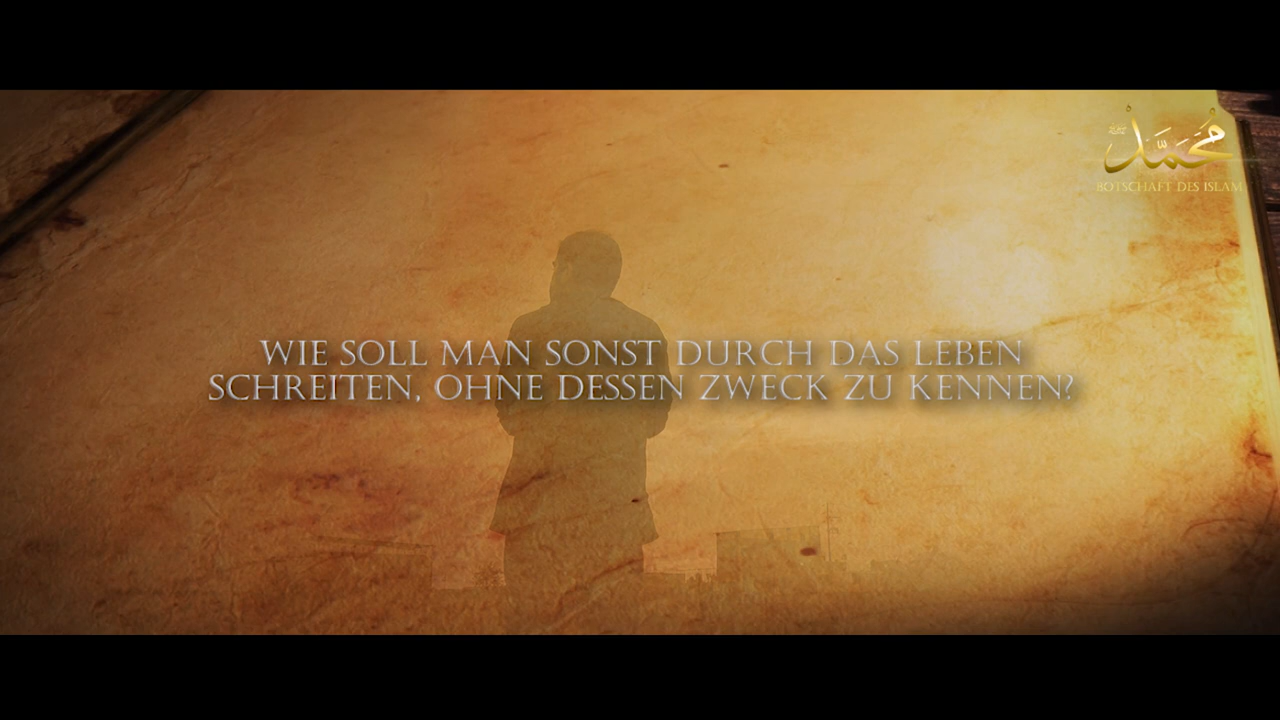 محمد
BOTSCHAFT DES ISLAM
WIE SOLL MAN SONST DURCH DAS LEBEN
SCHREITEN, OHNE DESSEN ZWECK ZU KENNEN?